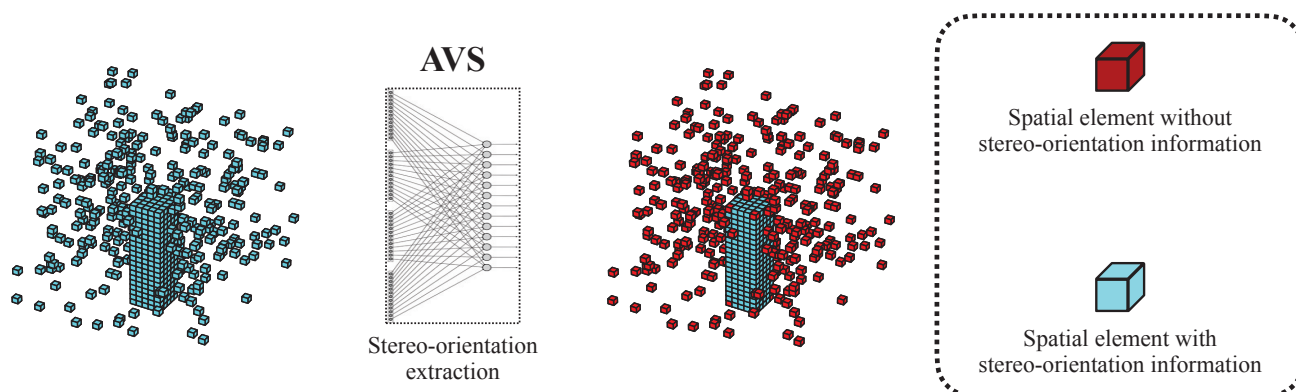 AVS
Stereo-orientation
extraction
Spatial element without
stereo-orientation information
Spatial element with
stereo-orientation information